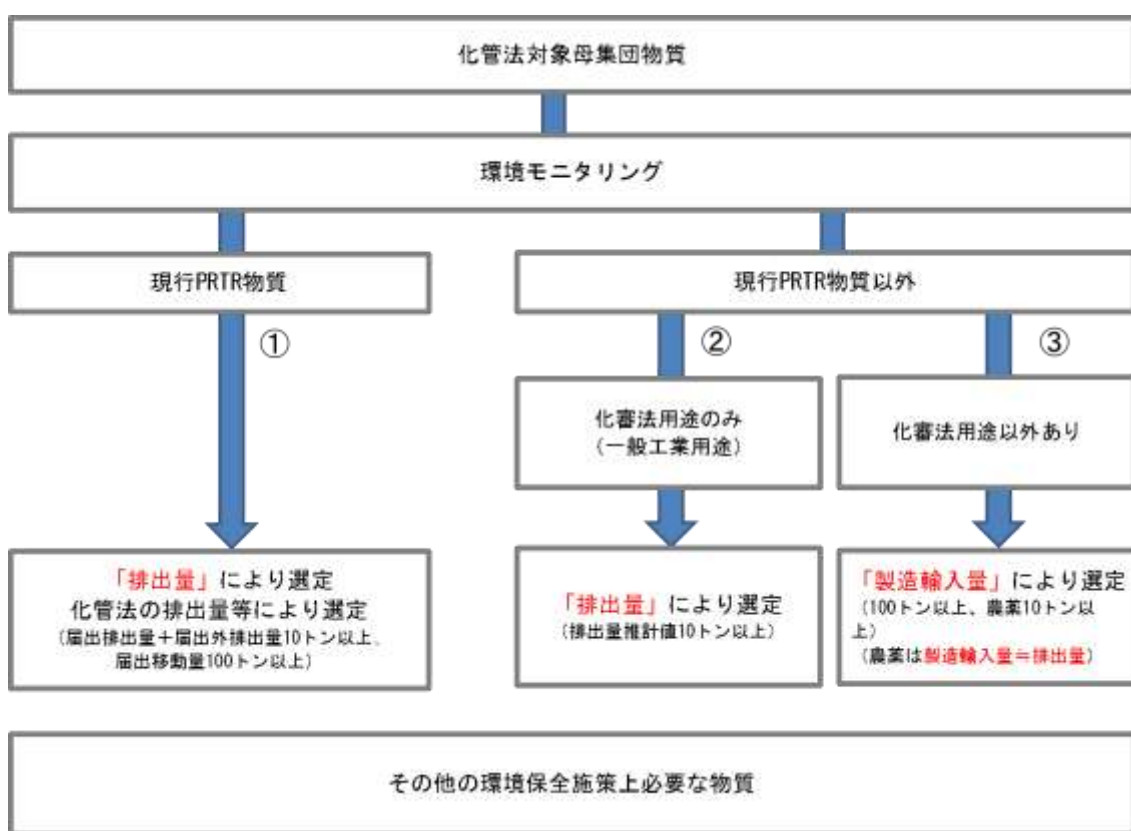 化管法対象母集団物質
環境モニタリング
現行PRTR物質
現行PRTR物質以外
①
②
③
化審法用途のみ
(一般工業用途)
化審法用途以外あり
「排出量」により選定
化管法の排出量等により選定
(届出排出量＋届出外排出量10トン以上、
届出移動量100トン以上)
「排出量」により選定
(排出量推計値10トン以上)
「製造輸入量」により選定
(100トン以上、農薬10トン以
上)
(農薬は製造輸入量＝排出量)
その他の環境保全施策上必要な物質